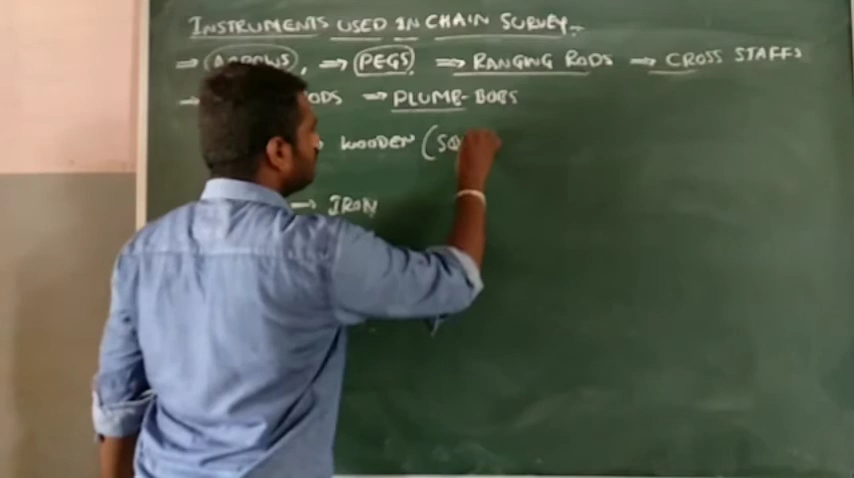 INSTRUMENTS USED IN CHAIN SURVEY:-
⇒ ARROWS, ⇒ PEGS ⇒ RANGING RODS → CROSS STAFFS
→ ODS → PLUMB-BOBS
WOODEN (SQ
→ IRON